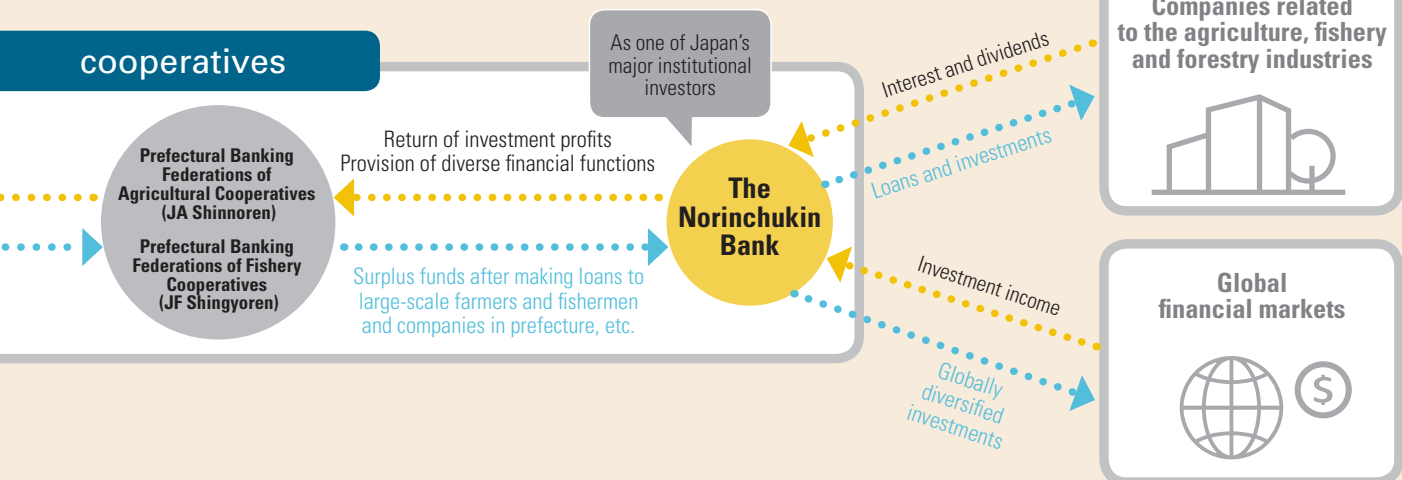 cooperatives
As one of Japan's
major institutional
investors
Prefectural Banking
Federations of
Agricultural Cooperatives
(JA Shinnoren)
Prefectural Banking
Federations of Fishery
Cooperatives
(JF Shingyoren)
Return of investment profits
Provision of diverse financial functions
Surplus funds after making loans to
large-scale farmers and fishermen
and companies in prefecture, etc.
The
Norinchukin
Bank
Interest and dividends
Loans and investments
Investment income
Globally
diversified
investments
Companies related
to the agriculture, fishery
and forestry industries
Global
financial markets
$